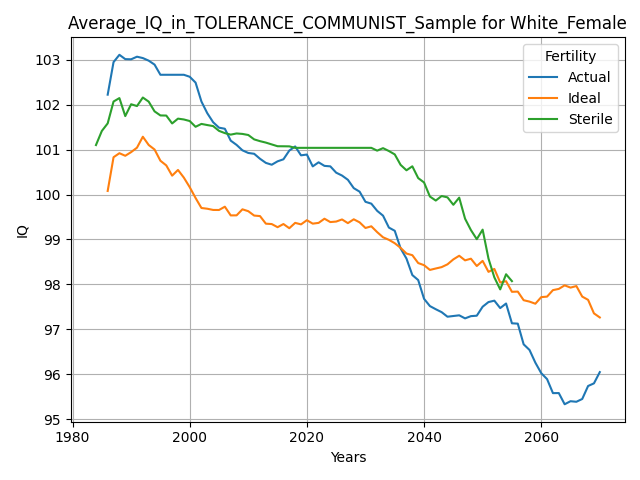 Average_IQ_in_TOLERANCE_COMMUNIST_Sample for White_Female
Fertility
Actual
Ideal
Sterile
IQ
103
102
101
100
99
98
97
96
95
1980 2000 2020 2040 2060
Years